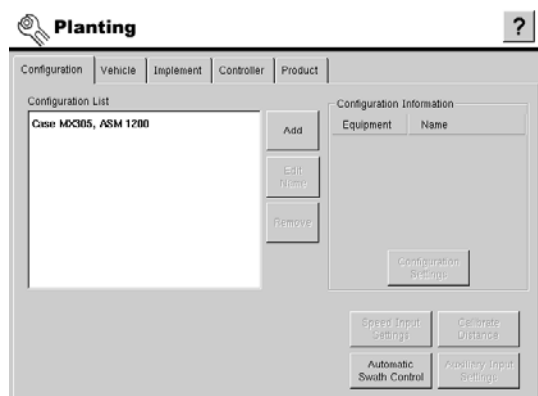 Planting
?
Configuration Vehicle Implement Controller Product
Configuration List
Case MX305, ASM 1200
Add
Edit
Name
Remove
Configuration Information
Equipment Name
Configuration
Settings
Speed Input
Settings
Calibrate
Distance
Automatic
Swath Control
Auxiliary Input
Settings